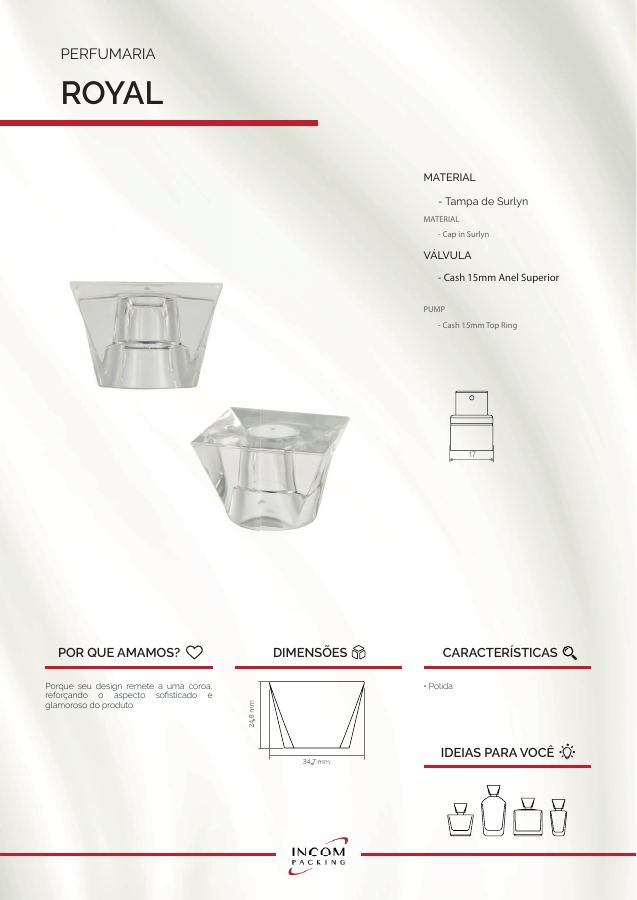 PERFUMARIA
ROYAL
MATERIAL
- Tampa de Surlyn
MATERIAL
- Cap in Surlyn
VÁLVULA
- Cash 15mm Anel Superior
PUMP
- Cash 15mm Top Ring
17
POR QUE AMAMOS?
Porque seu design remete a uma coroa,
reforçando o aspecto sofisticado e
glamoroso do produto.
DIMENSÕES
24,8 mm
34,7 mm
CARACTERÍSTICAS
• Polida
IDEIAS PARA VOCÊ
INCOM
PACKING